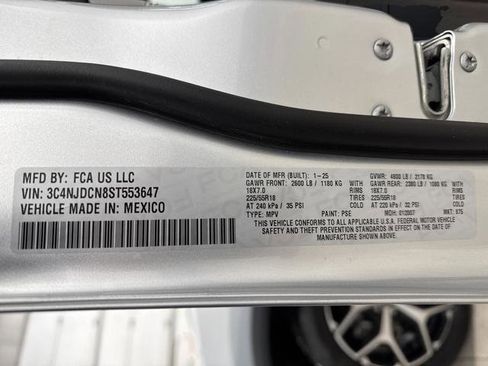 MFD BY: FCA US LLC
VIN: 3C4NJDCN8ST553647
VEHICLE MADE IN: MEXICO
DATE OF MFR (BUILT): 1-25 GVWR: 4800 LB / 2178 KG
GAWR FRONT: 2600 LB / 1180 KG GAWR REAR: 2380 LB / 1080 KG
18X7.0 RIMS 18X7.0
225/55R18 TIRES 225/55R18
AT 240 kPa / 35 PSI COLD AT 220 kPa / 32 PSI COLD
TYPE: MPV PAINT: PSE MDH: 012007 MKT: 975
THIS VEHICLE CONFORMS TO ALL APPLICABLE U.S.A. FEDERAL MOTOR VEHICLE
SAFETY AND THEFT PREVENTION STANDARDS IN EFFECT ON THE DATE OF
MANUFACTURE SHOWN ABOVE.